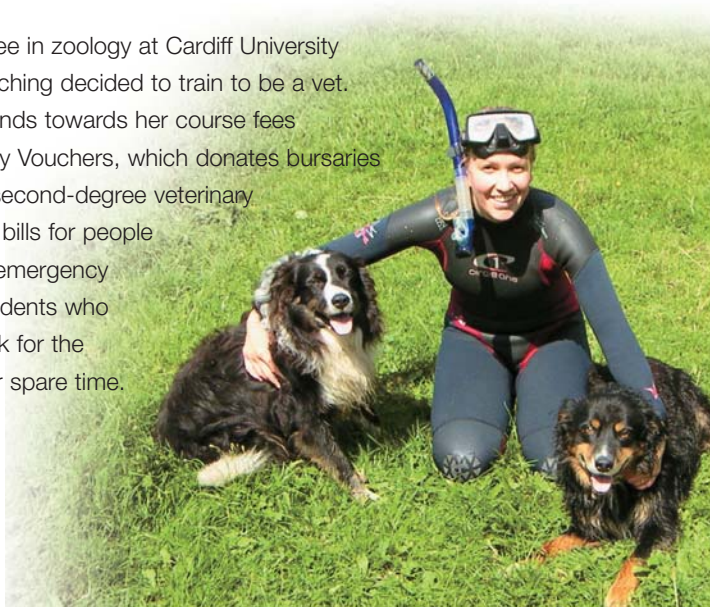 ee in zoology at Cardiff University
ching decided to train to be a vet.
nds towards her course fees
y Vouchers, which donates bursaries
second-degree veterinary
bills for people
emergency
dents who
k for the
r spare time.